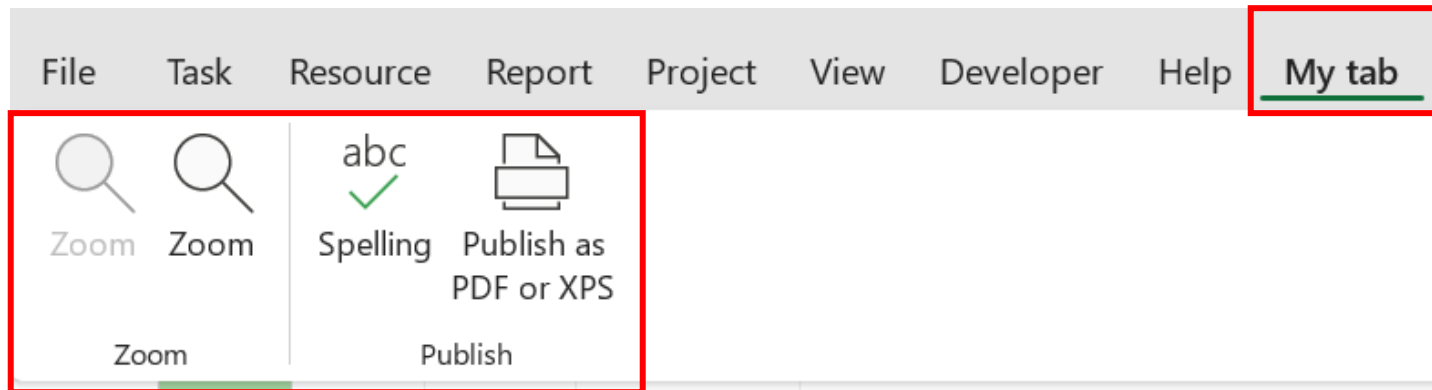 File Task Resource Report Project View Developer Help My tab
abc
Zoom Zoom Spelling Publish as
PDF or XPS
Zoom Publish